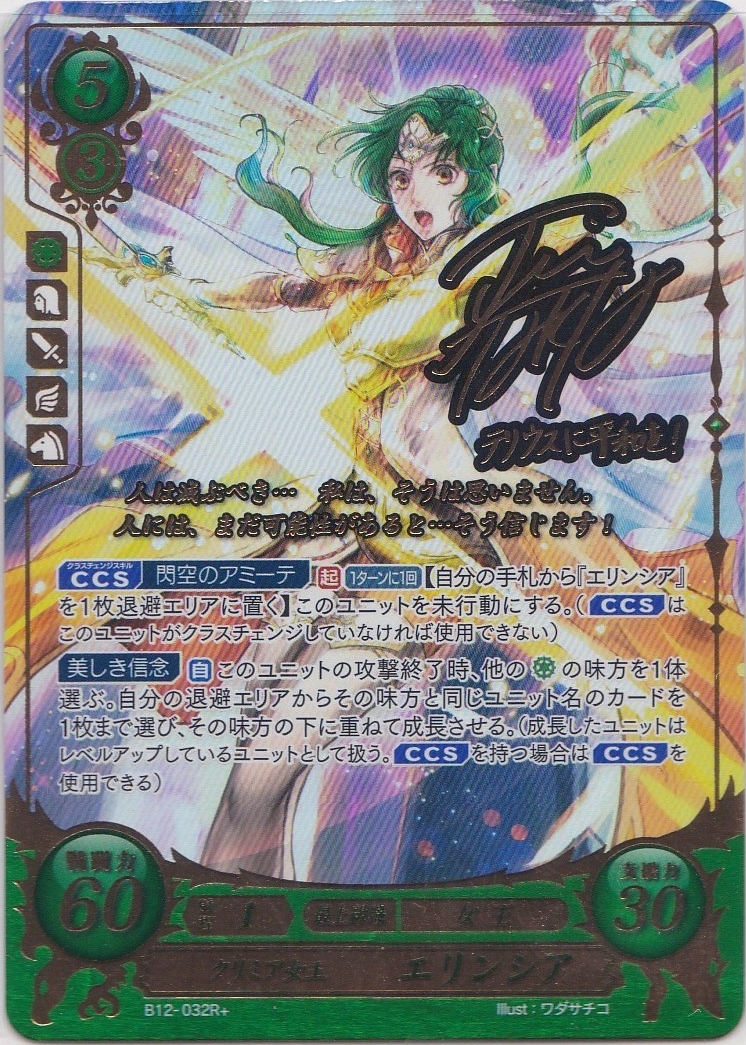 5
3
テリウスに平和を!
人は滅ぶべき… 私は、そうは思いません。
人には、まだ可能性があると…そう信じます!
クラスチェンジスキル
CCS 閃空のアミーテ 起 1ターンに1回【自分の手札から『エリンシア』
を1枚退避エリアに置く】このユニットを未行動にする。(CCSは
このユニットがクラスチェンジしていなければ使用できない)
美しき信念 自 このユニットの攻撃終了時、他の の味方を1体
選ぶ。自分の退避エリアからその味方と同じユニット名のカードを
1枚まで選び、その味方の下に重ねて成長させる。(成長したユニットは
レベルアップしているユニットとして扱う。CCSを持つ場合はCCSを
使用できる)
戦闘力
60
射程 1 最上級職 女王
支援力
30
クリミア女王 エリンシア
B12-032R+
Illust:ワダサチコ